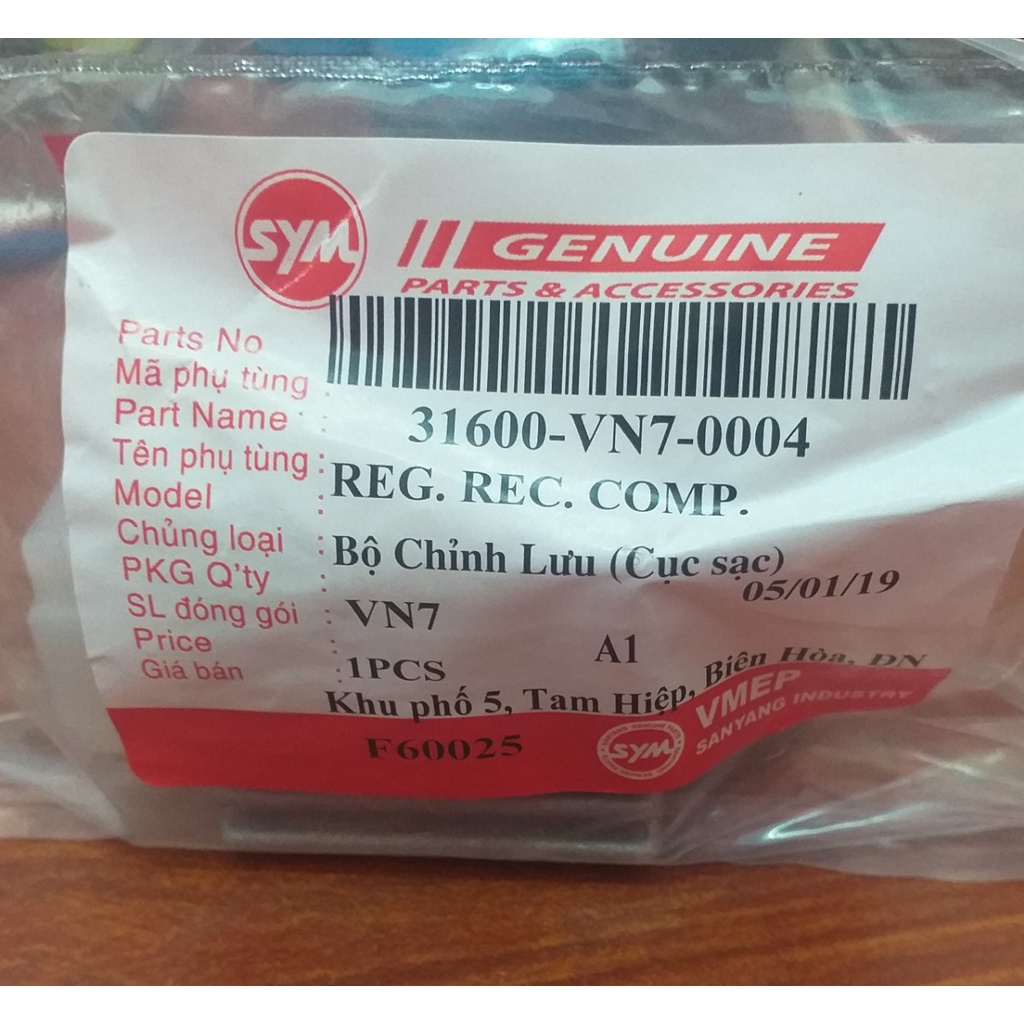 SYM
GENUINE
PARTS & ACCESSORIES
Parts No
Mã phụ tùng :
31600-VN7-0004
Part Name :
Tên phụ tùng :
REG. REC. COMP.
Model :
Chủng loại :
Bộ Chỉnh Lưu (Cục sạc)
05/01/19
PKG Q'ty :
SL đóng gói :
VN7
A1
Price :
Giá bán :
1PCS
Khu phố 5, Tam Hiệp, Biên Hòa, ĐN
F60025
SYM
VMEP
SANYANG INDUSTRY